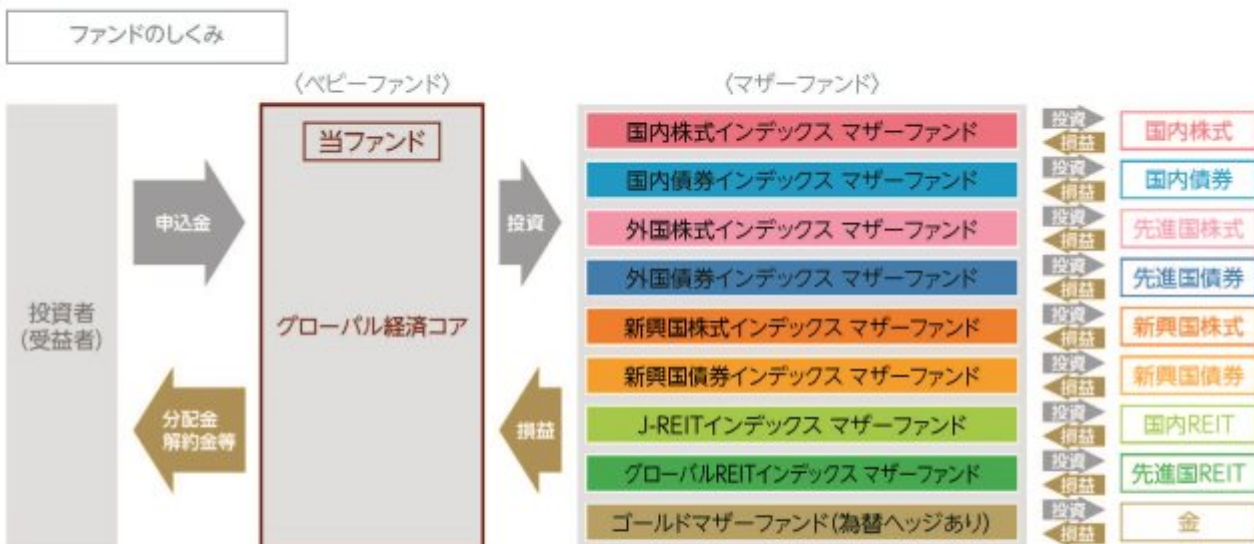 ファンドのしくみ
〈ベビーファンド〉
〈マザーファンド〉
投資者
(受益者)
申込金
分配金
解約金等
当ファンド
グローバル経済コア
投資
損益
国内株式インデックス マザーファンド
投資
損益
国内株式
国内債券インデックス マザーファンド
投資
損益
国内債券
外国株式インデックス マザーファンド
投資
損益
先進国株式
外国債券インデックス マザーファンド
投資
損益
先進国債券
新興国株式インデックス マザーファンド
投資
損益
新興国株式
新興国債券インデックス マザーファンド
投資
損益
新興国債券
J-REITインデックス マザーファンド
投資
損益
国内REIT
グローバルREITインデックス マザーファンド
投資
損益
先進国REIT
ゴールドマザーファンド(為替ヘッジあり)
投資
損益
金